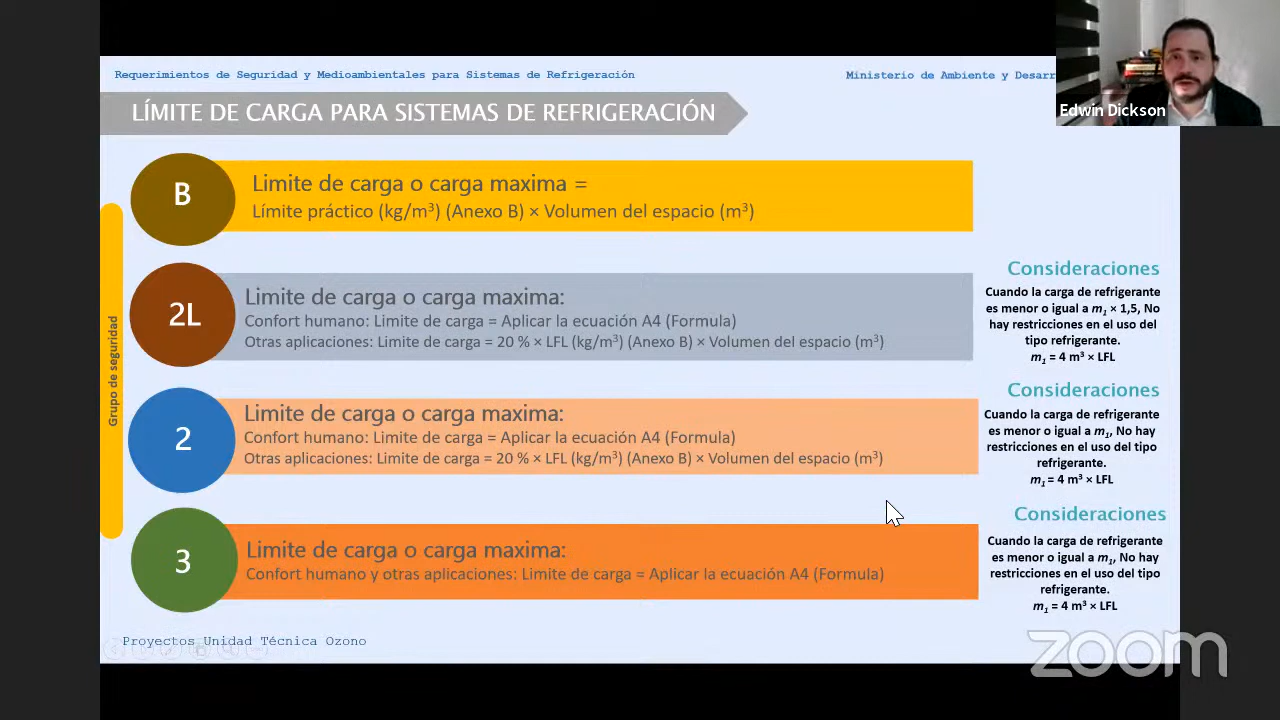 Requerimientos de Seguridad y Medioambientales para Sistemas de Refrigeración
Ministerio de Ambiente y Desarr
Edwin Dickson
LÍMITE DE CARGA PARA SISTEMAS DE REFRIGERACIÓN
Grupo de seguridad
B
Limite de carga o carga maxima =
Límite práctico (kg/m³) (Anexo B) × Volumen del espacio (m³)
2L
Limite de carga o carga maxima:
Confort humano: Limite de carga = Aplicar la ecuación A4 (Formula)
Otras aplicaciones: Limite de carga = 20 % × LFL (kg/m³) (Anexo B) × Volumen del espacio (m³)
Consideraciones
Cuando la carga de refrigerante
es menor o igual a m₁ × 1,5, No
hay restricciones en el uso del
tipo refrigerante.
m₁ = 4 m³ × LFL
2
Limite de carga o carga maxima:
Confort humano: Limite de carga = Aplicar la ecuación A4 (Formula)
Otras aplicaciones: Limite de carga = 20 % × LFL (kg/m³) (Anexo B) × Volumen del espacio (m³)
Consideraciones
Cuando la carga de refrigerante
es menor o igual a m₁, No hay
restricciones en el uso del tipo
refrigerante.
m₁ = 4 m³ × LFL
3
Limite de carga o carga maxima:
Confort humano y otras aplicaciones: Limite de carga = Aplicar la ecuación A4 (Formula)
Consideraciones
Cuando la carga de refrigerante
es menor o igual a m₁, No hay
restricciones en el uso del tipo
refrigerante.
m₁ = 4 m³ × LFL
Proyectos Unidad Técnica Ozono
zoom